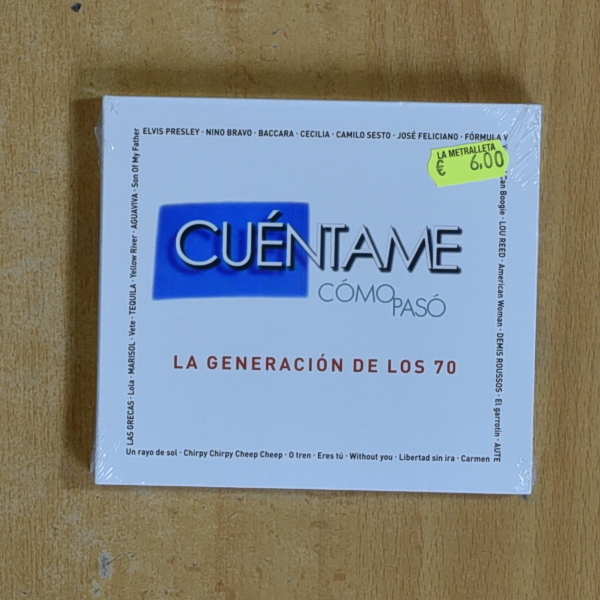 ELVIS PRESLEY · NINO BRAVO · BACCARA · CECILIA · CAMILO SESTO · JOSÉ FELICIANO · FÓRMULA V
LA METRALLETA
€ 6,00
Can Boogie · LOU REED · American Woman · DEMIS ROUSSOS · El garrotín · AUTE
CUÉNTAME
CÓMO PASÓ
LA GENERACIÓN DE LOS 70
Un rayo de sol · Chirpy Chirpy Cheep Cheep · O tren · Eres tú · Without you · Libertad sin ira · Carmen
LAS GRECAS · Lola · MARISOL · Vete · TEQUILA · Yellow River · AGUAVIVA · Son Of My Father